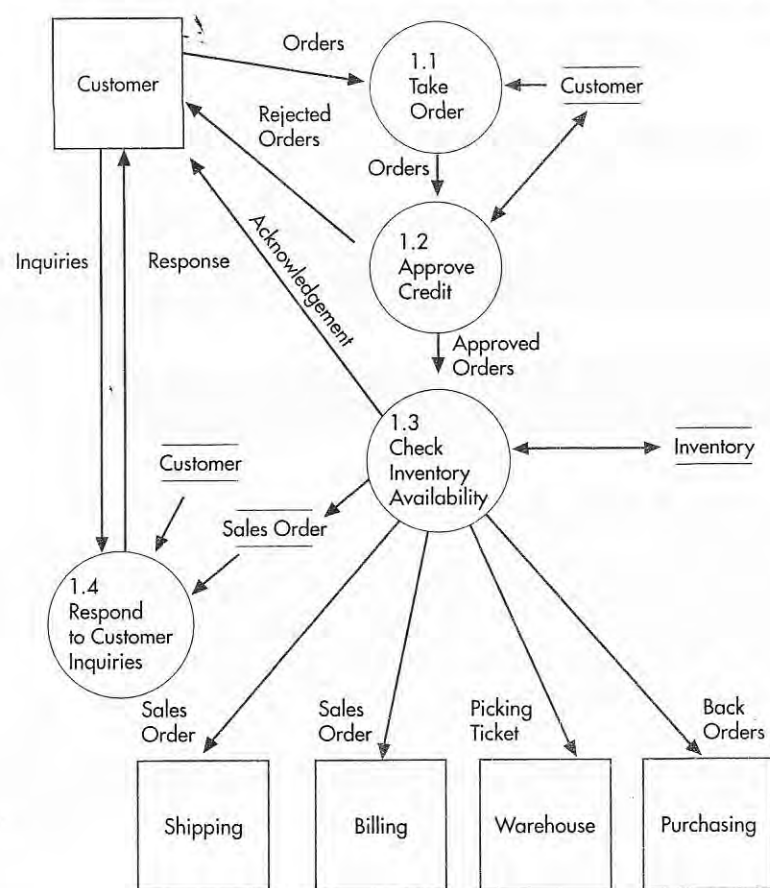 Customer
Orders
1.1
Take
Order
Customer
Rejected
Orders
Orders
Acknowledgement
1.2
Approve
Credit
Inquiries
Response
Approved
Orders
1.3
Check
Inventory
Availability
Inventory
Customer
Sales Order
1.4
Respond
to Customer
Inquiries
Sales
Order
Sales
Order
Picking
Ticket
Back
Orders
Shipping
Billing
Warehouse
Purchasing